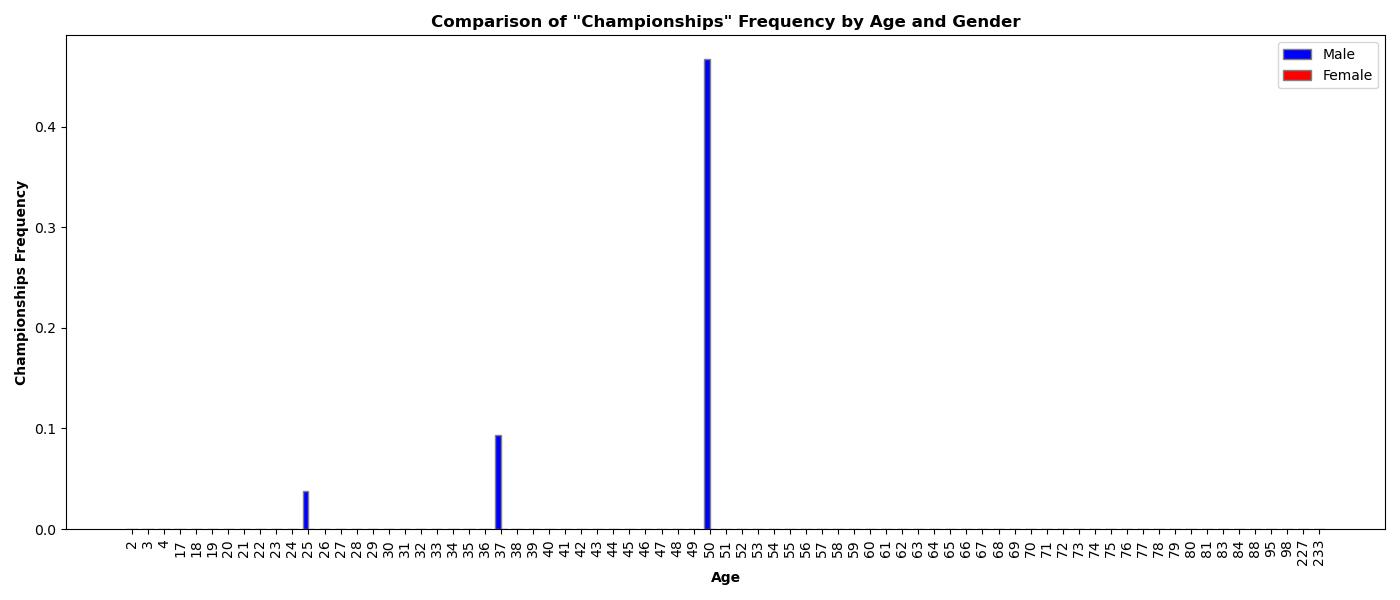 Comparison of "Championships" Frequency by Age and Gender
Male
Female
Championships Frequency
0.4
0.3
0.2
0.1
0.0
2 3 4 17 18 19 20 21 22 23 24 25 26 27 28 29 30 31 32 33 34 35 36 37 38 39 40 41 42 43 44 45 46 47 48 49 50 51 52 53 54 55 56 57 58 59 60 61 62 63 64 65 66 67 68 69 70 71 72 73 74 75 76 77 78 79 80 81 83 84 88 95 98 227 233
Age